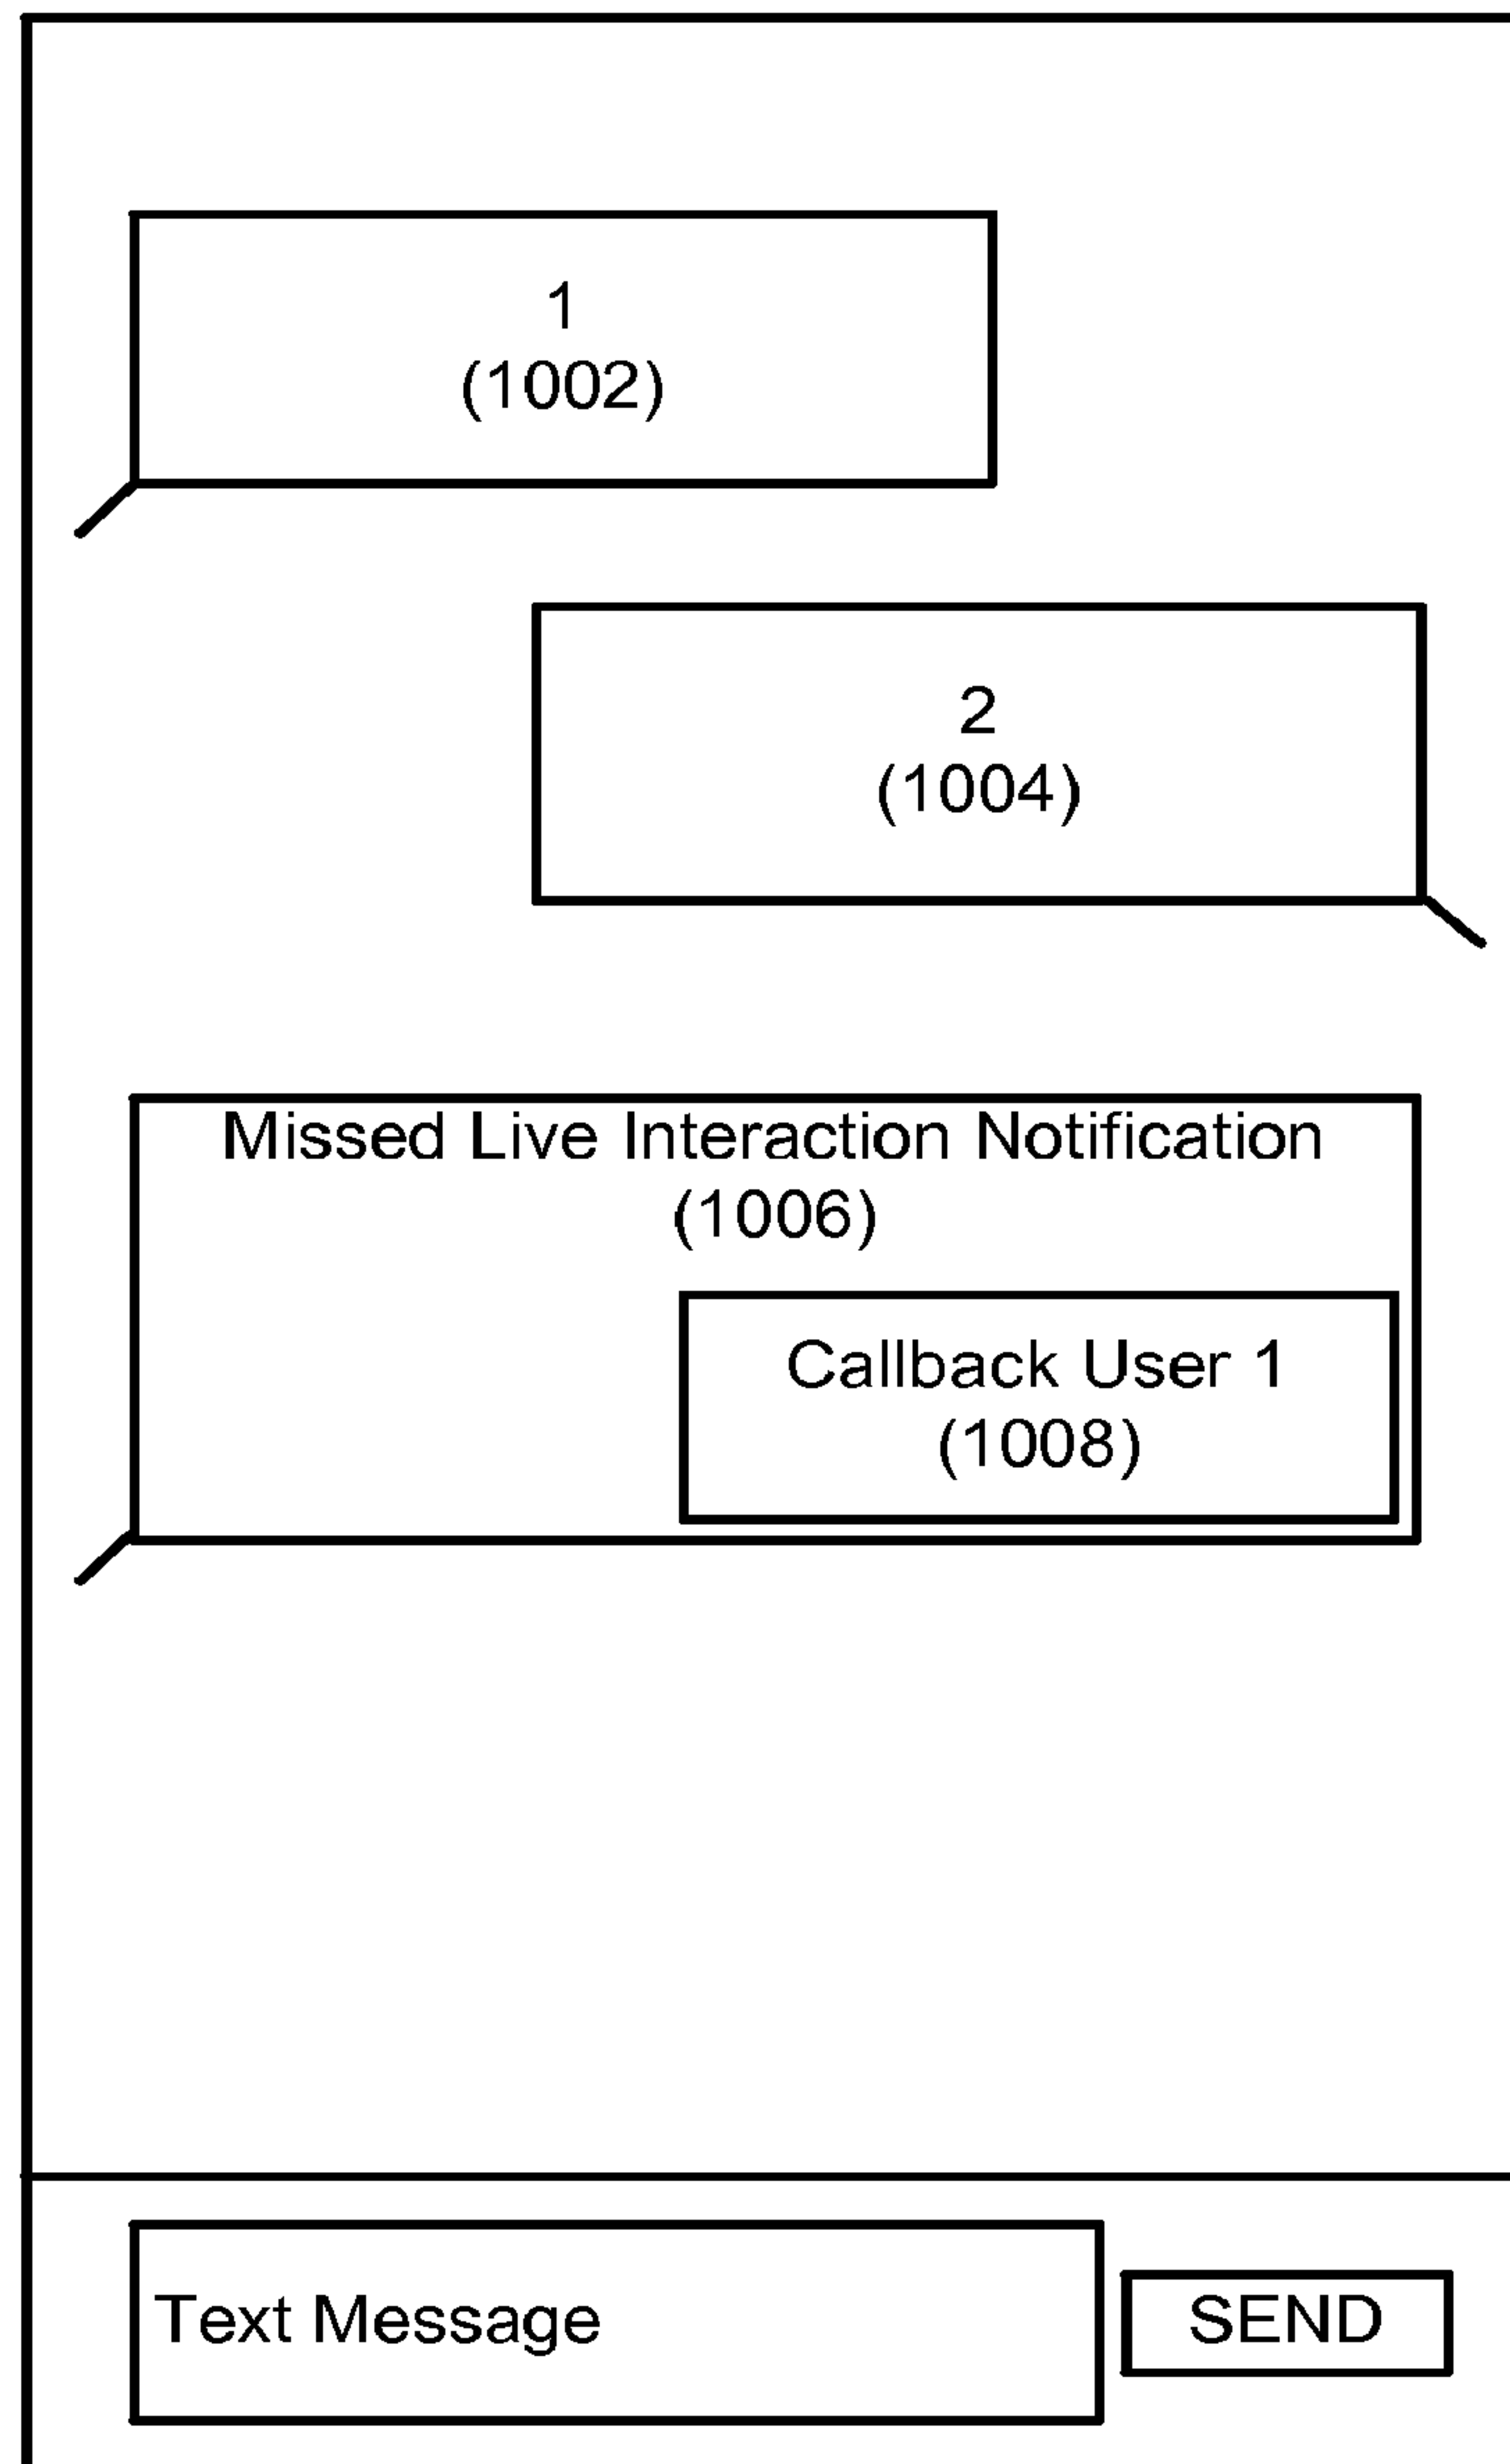 1
(1002)
2
(1004)
Missed Live Interaction Notification
(1006)
Callback User 1
(1008)
Text Message
SEND